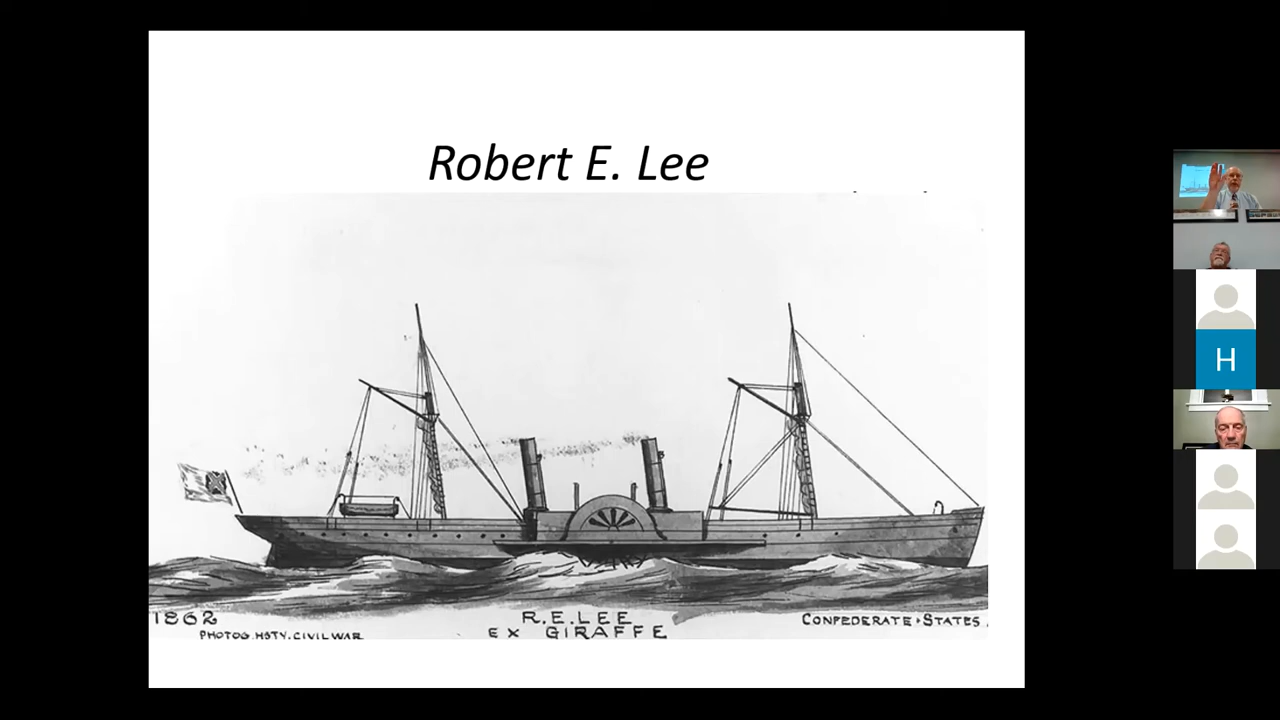 Robert E. Lee
1862
R.E.LEE
CONFEDERATE STATES
PHOTOG.HSTY.CIVIL WAR
EX GIRAFFE
H